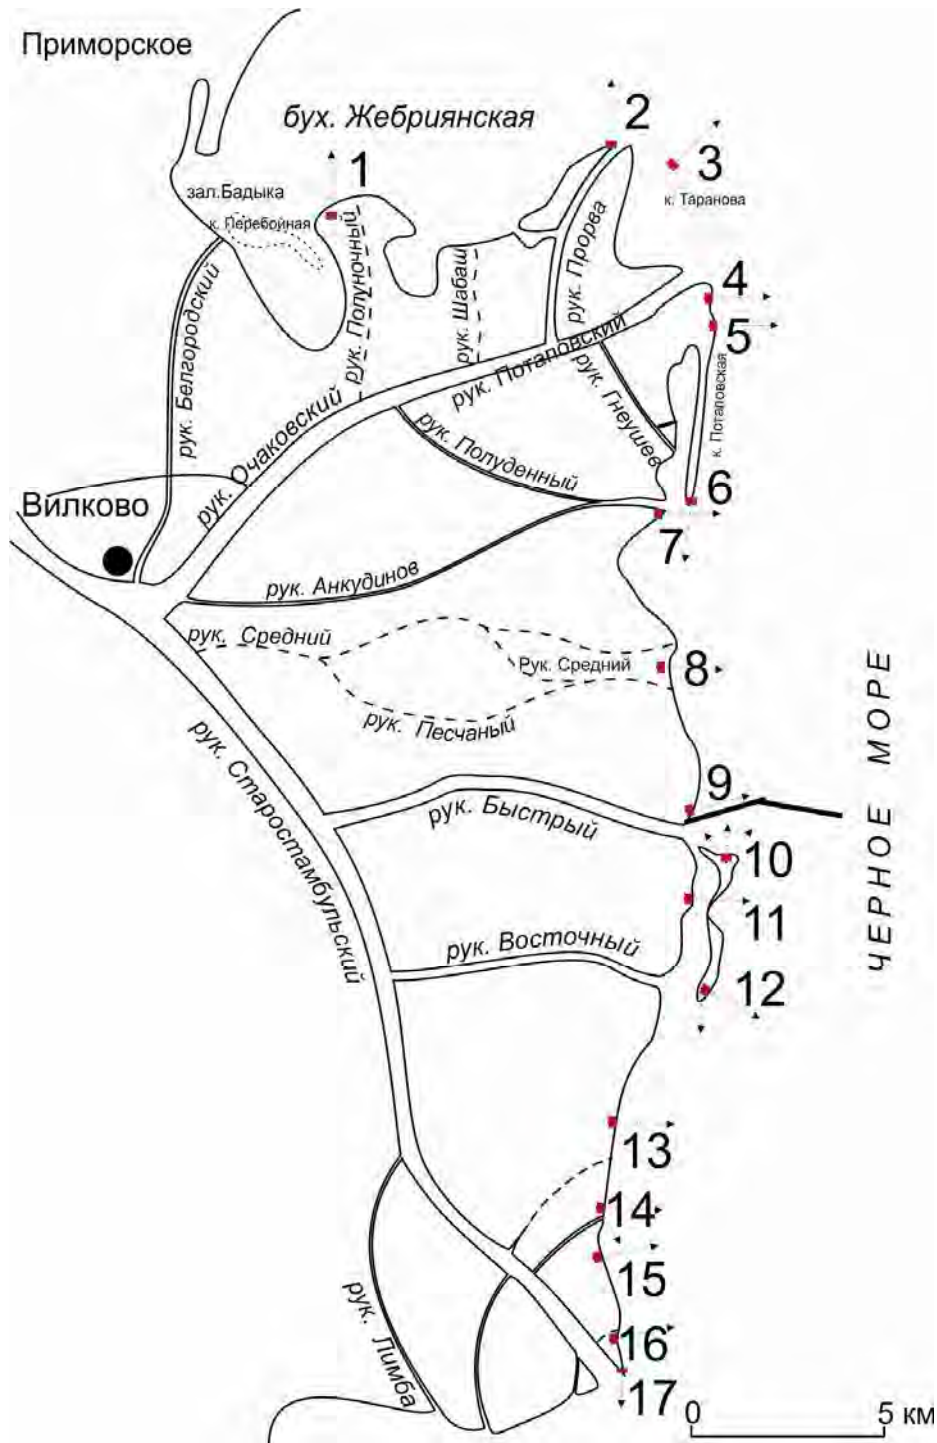 Приморское
бух. Жебриянская
2
3
1
зал.Бадыка
к. Таранова
к. Перебойная
рук. Прорва
рук. Полуночный
рук. Шабаш
4
5
рук. Белгородский
рук. Потаповский
рук. Гнеушев
к. Потаповская
рук. Очаковский
рук. Полуденный
Вилково
6
7
рук. Анкудинов
рук. Средний
Рук. Средний
8
рук. Песчаный
ЧЕРНОЕ МОРЕ
рук. Старостамбульский
9
рук. Быстрый
10
11
рук. Восточный
12
13
14
15
рук. Лимба
16
17
0 5 км